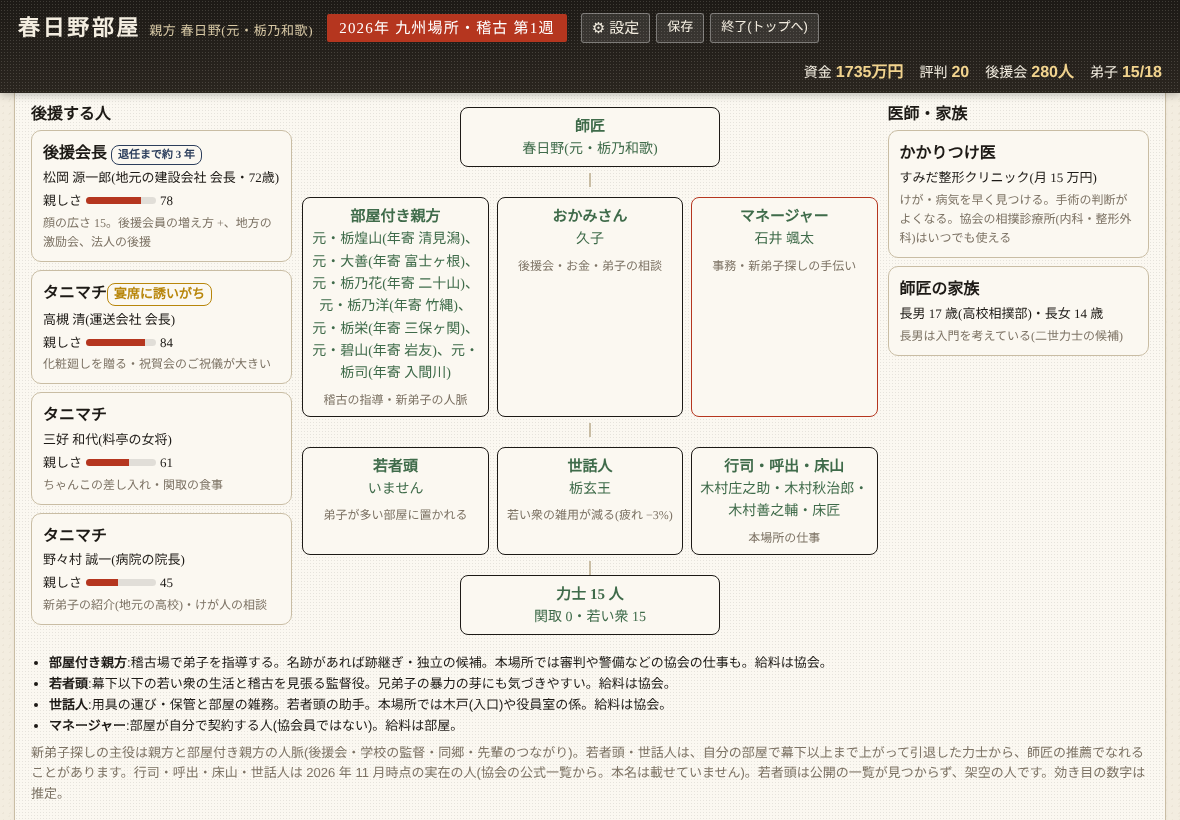 春日野部屋 親方 春日野(元・栃乃和歌) 2026年 九州場所・稽古 第1週 ⚙ 設定 保存 終了(トップへ)
資金 1735万円 評判 20 後援会 280人 弟子 15/18
後援する人
後援会長 退任まで約 3 年
松岡 源一郎(地元の建設会社 会長・72歳)
親しさ 78
顔の広さ 15。後援会員の増え方 +、地方の
激励会、法人の後援
タニマチ 宴席に誘いがち
高槻 清(運送会社 会長)
親しさ 84
化粧廻しを贈る・祝賀会のご祝儀が大きい
タニマチ
三好 和代(料亭の女将)
親しさ 61
ちゃんこの差し入れ・関取の食事
タニマチ
野々村 誠一(病院の院長)
親しさ 45
新弟子の紹介(地元の高校)・けが人の相談
師匠
春日野(元・栃乃和歌)
部屋付き親方
元・栃煌山(年寄 清見潟)、
元・大善(年寄 富士ヶ根)、
元・栃乃花(年寄 二十山)、
元・栃乃洋(年寄 竹縄)、
元・栃栄(年寄 三保ヶ関)、
元・碧山(年寄 岩友)、元・
栃司(年寄 入間川)
稽古の指導・新弟子の人脈
おかみさん
久子
後援会・お金・弟子の相談
マネージャー
石井 颯太
事務・新弟子探しの手伝い
若者頭
いません
弟子が多い部屋に置かれる
世話人
栃玄王
若い衆の雑用が減る(疲れ −3%)
行司・呼出・床山
木村庄之助・木村秋治郎・
木村善之輔・床匠
本場所の仕事
力士 15 人
関取 0・若い衆 15
医師・家族
かかりつけ医
すみだ整形クリニック(月 15 万円)
けが・病気を早く見つける。手術の判断が
よくなる。協会の相撲診療所(内科・整形外
科)はいつでも使える
師匠の家族
長男 17 歳(高校相撲部)・長女 14 歳
長男は入門を考えている(二世力士の候補)
• 部屋付き親方:稽古場で弟子を指導する。名跡があれば跡継ぎ・独立の候補。本場所では審判や警備などの協会の仕事も。給料は協会。
• 若者頭:幕下以下の若い衆の生活と稽古を見張る監督役。兄弟子の暴力の芽にも気づきやすい。給料は協会。
• 世話人:用具の運び・保管と部屋の雑務。若者頭の助手。本場所では木戸(入口)や役員室の係。給料は協会。
• マネージャー:部屋が自分で契約する人(協会員ではない)。給料は部屋。
新弟子探しの主役は親方と部屋付き親方の人脈(後援会・学校の監督・同郷・先輩のつながり)。若者頭・世話人は、自分の部屋で幕下以上まで上がって引退した力士から、師匠の推薦でなれる
ことがあります。行司・呼出・床山・世話人は 2026 年 11 月時点の実在の人(協会の公式一覧から。本名は載せていません)。若者頭は公開の一覧が見つからず、架空の人です。効き目の数字は
推定。